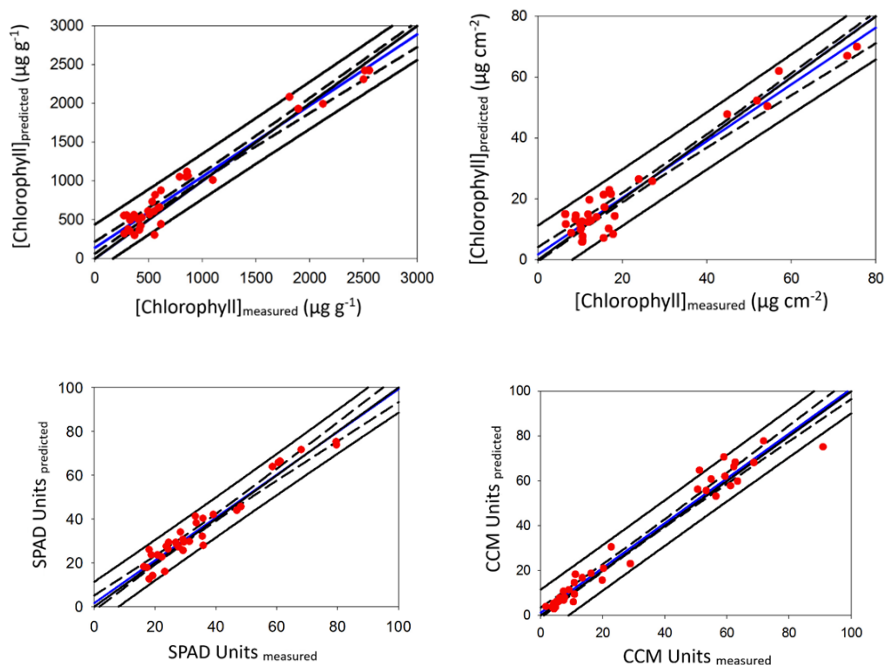 3000
2500
2000
1500
1000
500
0
[Chlorophyll]predicted (µg g-1)
0 500 1000 1500 2000 2500 3000
[Chlorophyll]measured (µg g-1)
80
60
40
20
0
[Chlorophyll]predicted (µg cm-2)
0 20 40 60 80
[Chlorophyll]measured (µg cm-2)
100
80
60
40
20
0
SPAD Units predicted
0 20 40 60 80 100
SPAD Units measured
100
80
60
40
20
0
CCM Units predicted
0 20 40 60 80 100
CCM Units measured